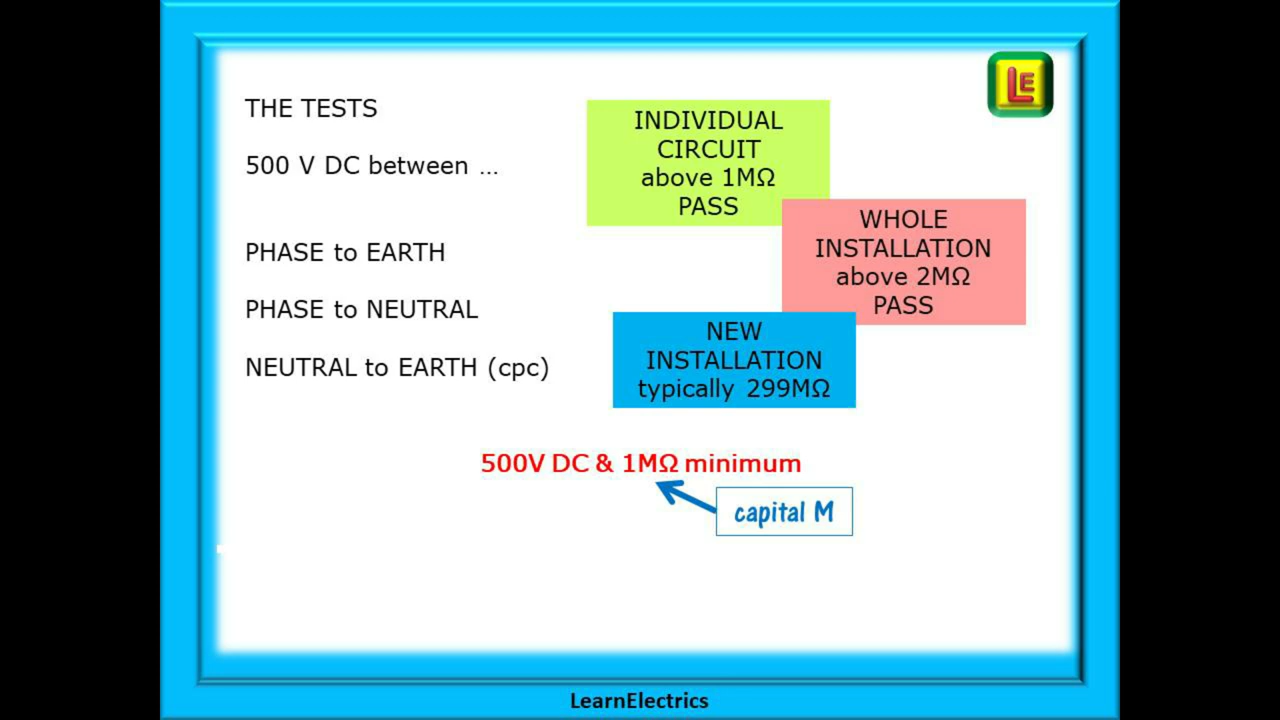 THE TESTS
500 V DC between ...
PHASE to EARTH
PHASE to NEUTRAL
NEUTRAL to EARTH (cpc)
INDIVIDUAL
CIRCUIT
above 1MΩ
PASS
WHOLE
INSTALLATION
above 2MΩ
PASS
NEW
INSTALLATION
typically 299MΩ
500V DC & 1MΩ minimum
capital M
LE
LearnElectrics